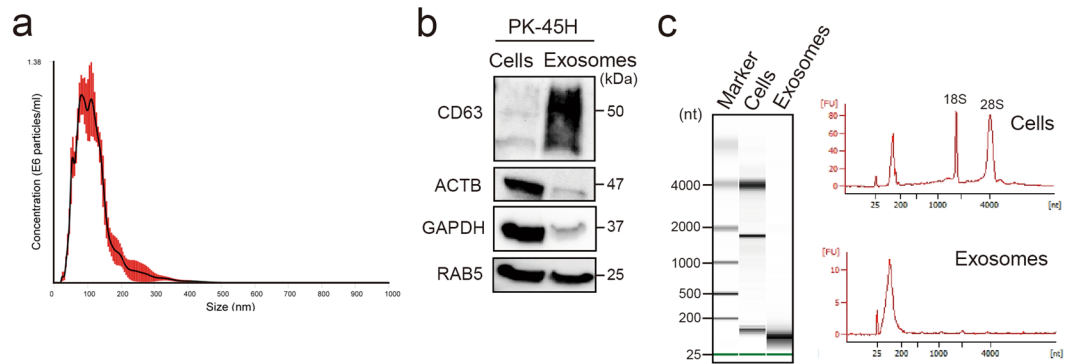 a
1.38
Concentration (E6 particles/ml)
0 100 200 300 400 500 600 700 800 900 1000
Size (nm)
b
PK-45H
Cells Exosomes
(kDa)
CD63 50
ACTB 47
GAPDH 37
RAB5 25
c
Marker
Cells
Exosomes
(nt)
4000
2000
1000
500
200
25
[FU]
18S 28S
Cells
80
60
40
20
0
25 200 1000 4000 [nt]
[FU]
Exosomes
10
5
0
25 200 1000 4000 [nt]